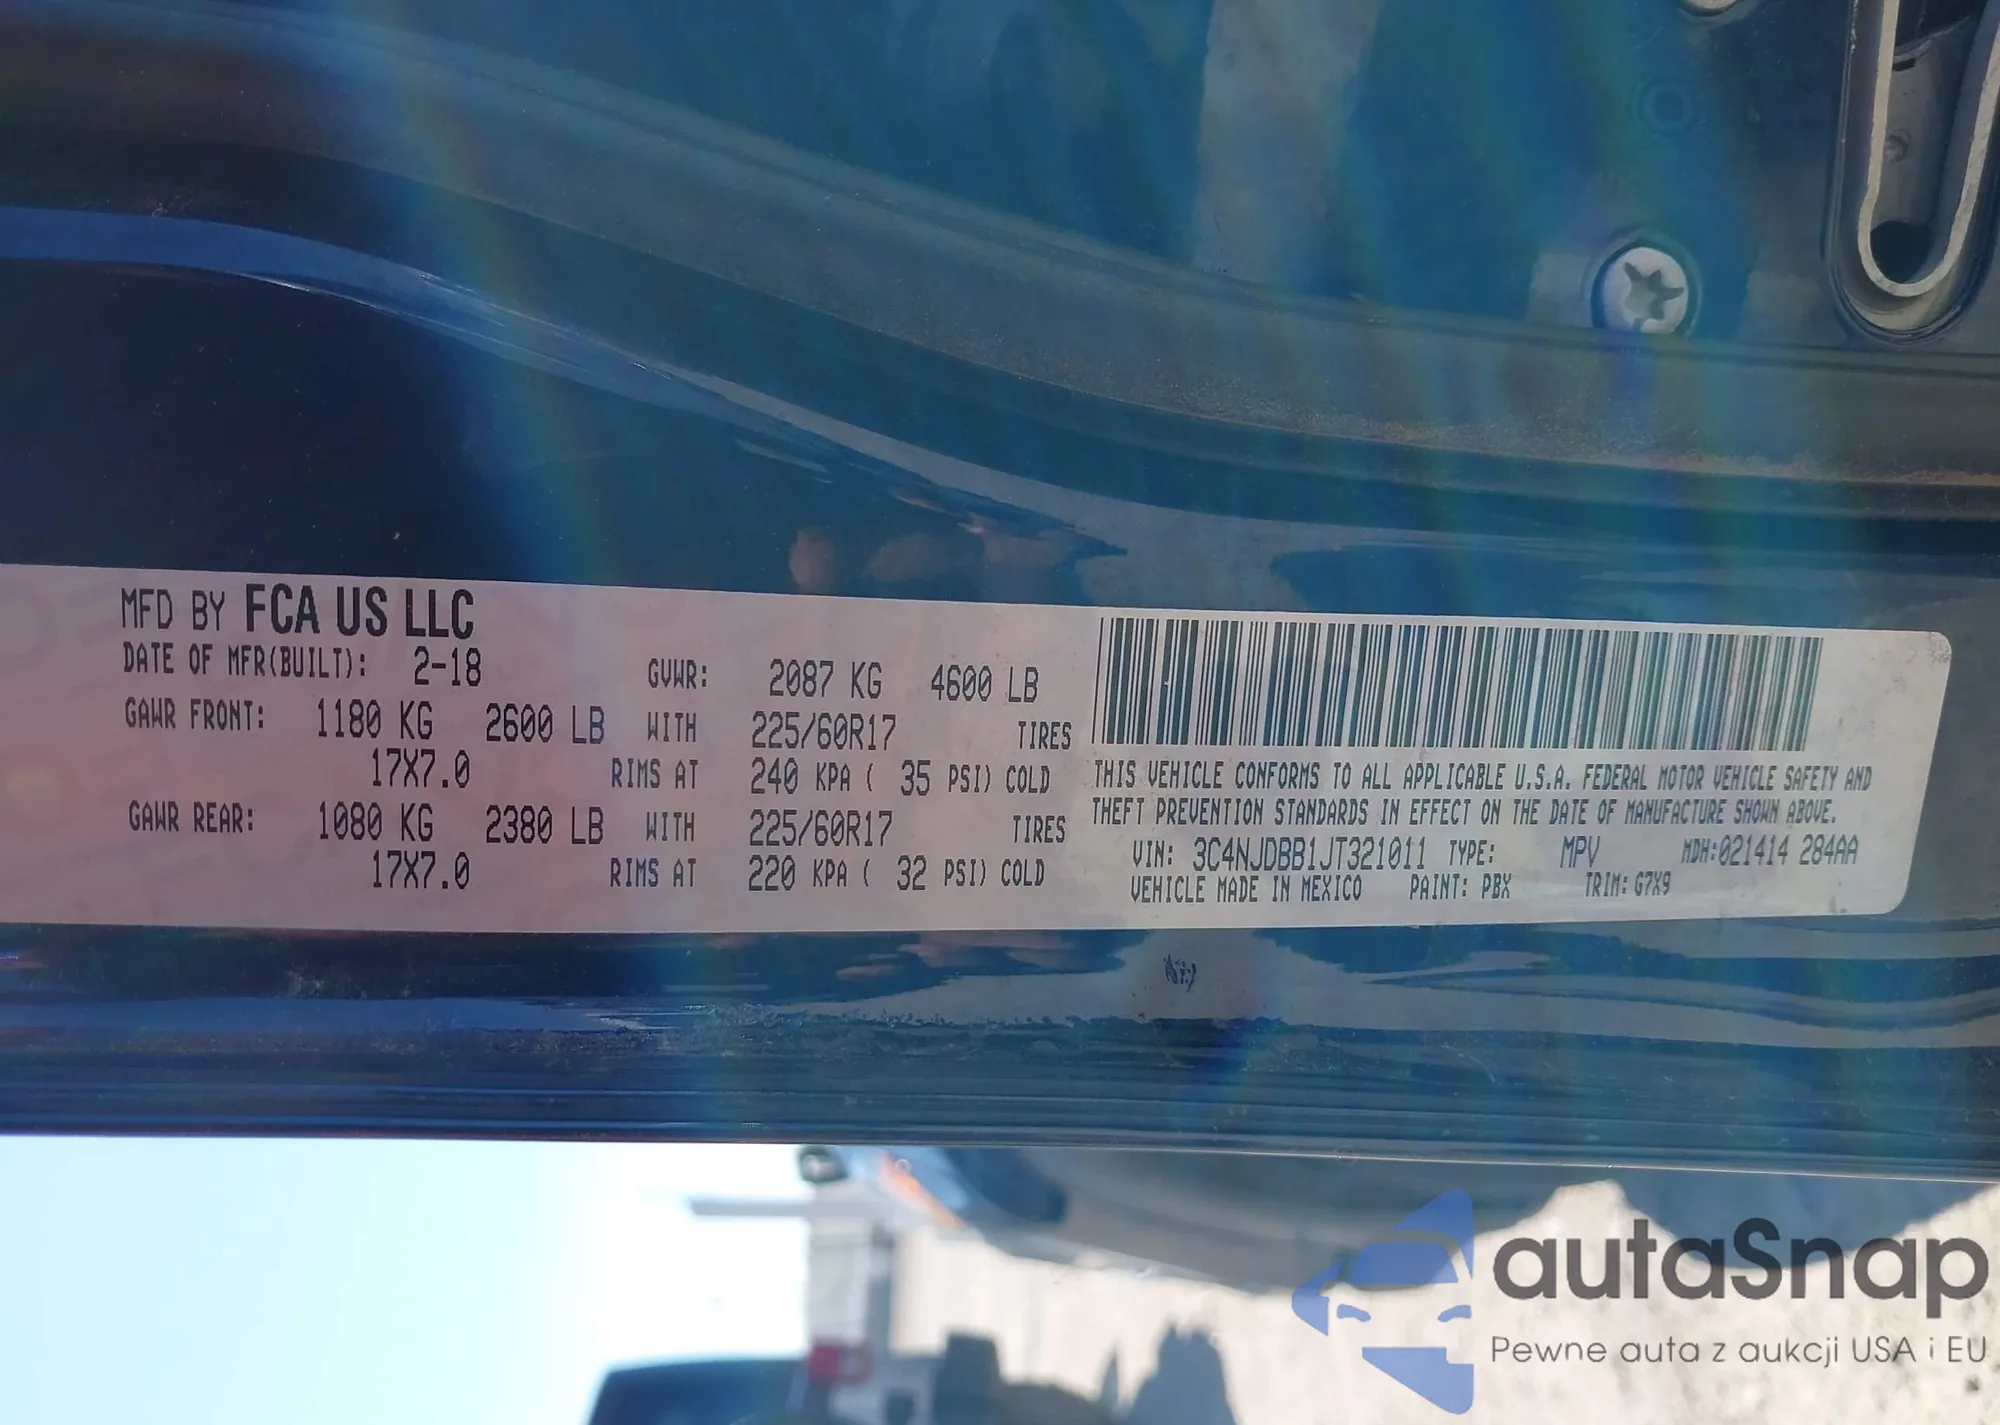 MFD BY FCA US LLC
DATE OF MFR(BUILT): 2-18 GVWR: 2087 KG 4600 LB
GAWR FRONT: 1180 KG 2600 LB WITH 225/60R17 TIRES
17X7.0 RIMS AT 240 KPA ( 35 PSI) COLD
GAWR REAR: 1080 KG 2380 LB WITH 225/60R17 TIRES
17X7.0 RIMS AT 220 KPA ( 32 PSI) COLD
THIS VEHICLE CONFORMS TO ALL APPLICABLE U.S.A. FEDERAL MOTOR VEHICLE SAFETY AND
THEFT PREVENTION STANDARDS IN EFFECT ON THE DATE OF MANUFACTURE SHOWN ABOVE.
VIN: 3C4NJDBB1JT321011 TYPE: MPV MDH:021414 284AA
VEHICLE MADE IN MEXICO PAINT: PBX TRIM: G7X9
autaSnap
Pewne auta z aukcji USA i EU